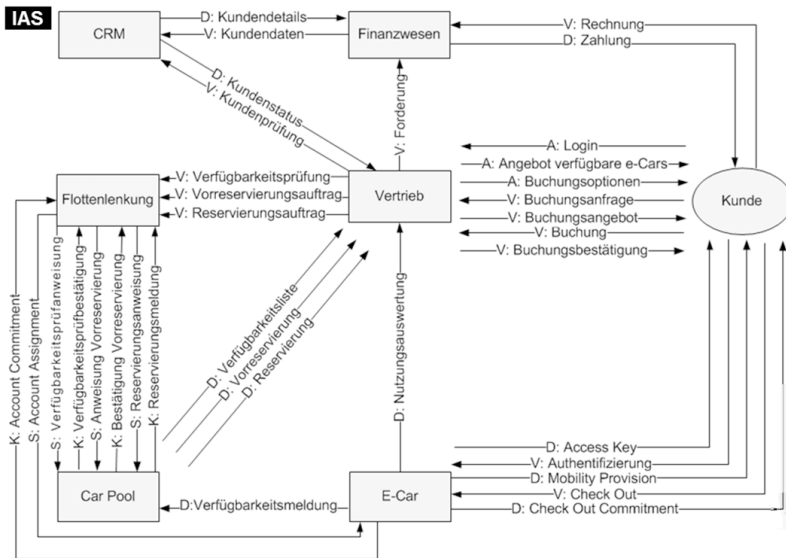 IAS
CRM
D: Kundendetails
V: Kundendaten
Finanzwesen
V: Rechnung
D: Zahlung
D: Kundenstatus
V: Kundenprüfung
V: Forderung
Flottenlenkung
V: Verfügbarkeitsprüfung
V: Vorreservierungsauftrag
V: Reservierungsauftrag
Vertrieb
A: Login
A: Angebot verfügbare e-Cars
A: Buchungsoptionen
V: Buchungsanfrage
V: Buchungsangebot
V: Buchung
V: Buchungsbestätigung
Kunde
K: Account Commitment
S: Account Assignment
S: Verfügbarkeitsprüfanweisung
K: Verfügbarkeitsprüfbestätigung
S: Anweisung Vorreservierung
K: Bestätigung Vorreservierung
S: Reservierungsanweisung
K: Reservierungsmeldung
D: Verfügbarkeitsliste
D: Vorreservierung
D: Reservierung
D: Nutzungsauswertung
Car Pool
D:Verfügbarkeitsmeldung
E-Car
D: Access Key
V: Authentifizierung
D: Mobility Provision
V: Check Out
D: Check Out Commitment